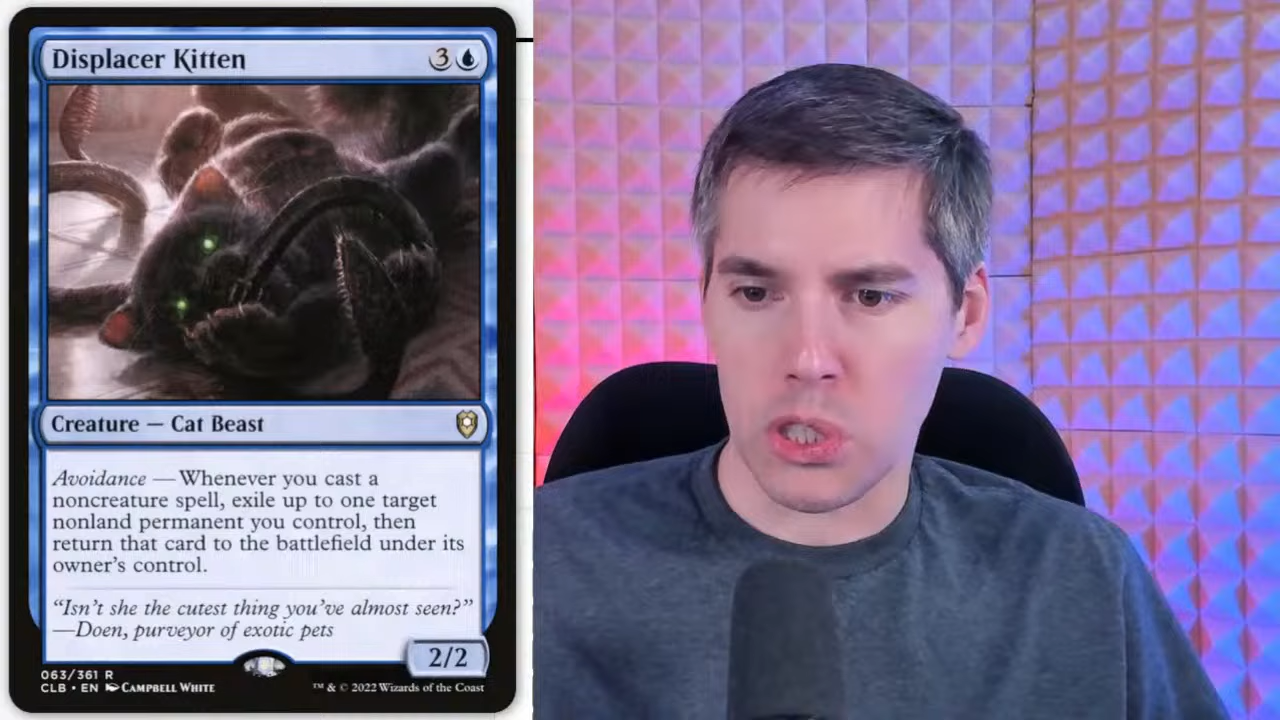 Displacer Kitten 3
Creature — Cat Beast
Avoidance — Whenever you cast a
noncreature spell, exile up to one target
nonland permanent you control, then
return that card to the battlefield under its
owner's control.
"Isn't she the cutest thing you've almost seen?"
—Doen, purveyor of exotic pets
2/2
063/361 R
CLB • EN CAMPBELL WHITE
™ & © 2022 Wizards of the Coast